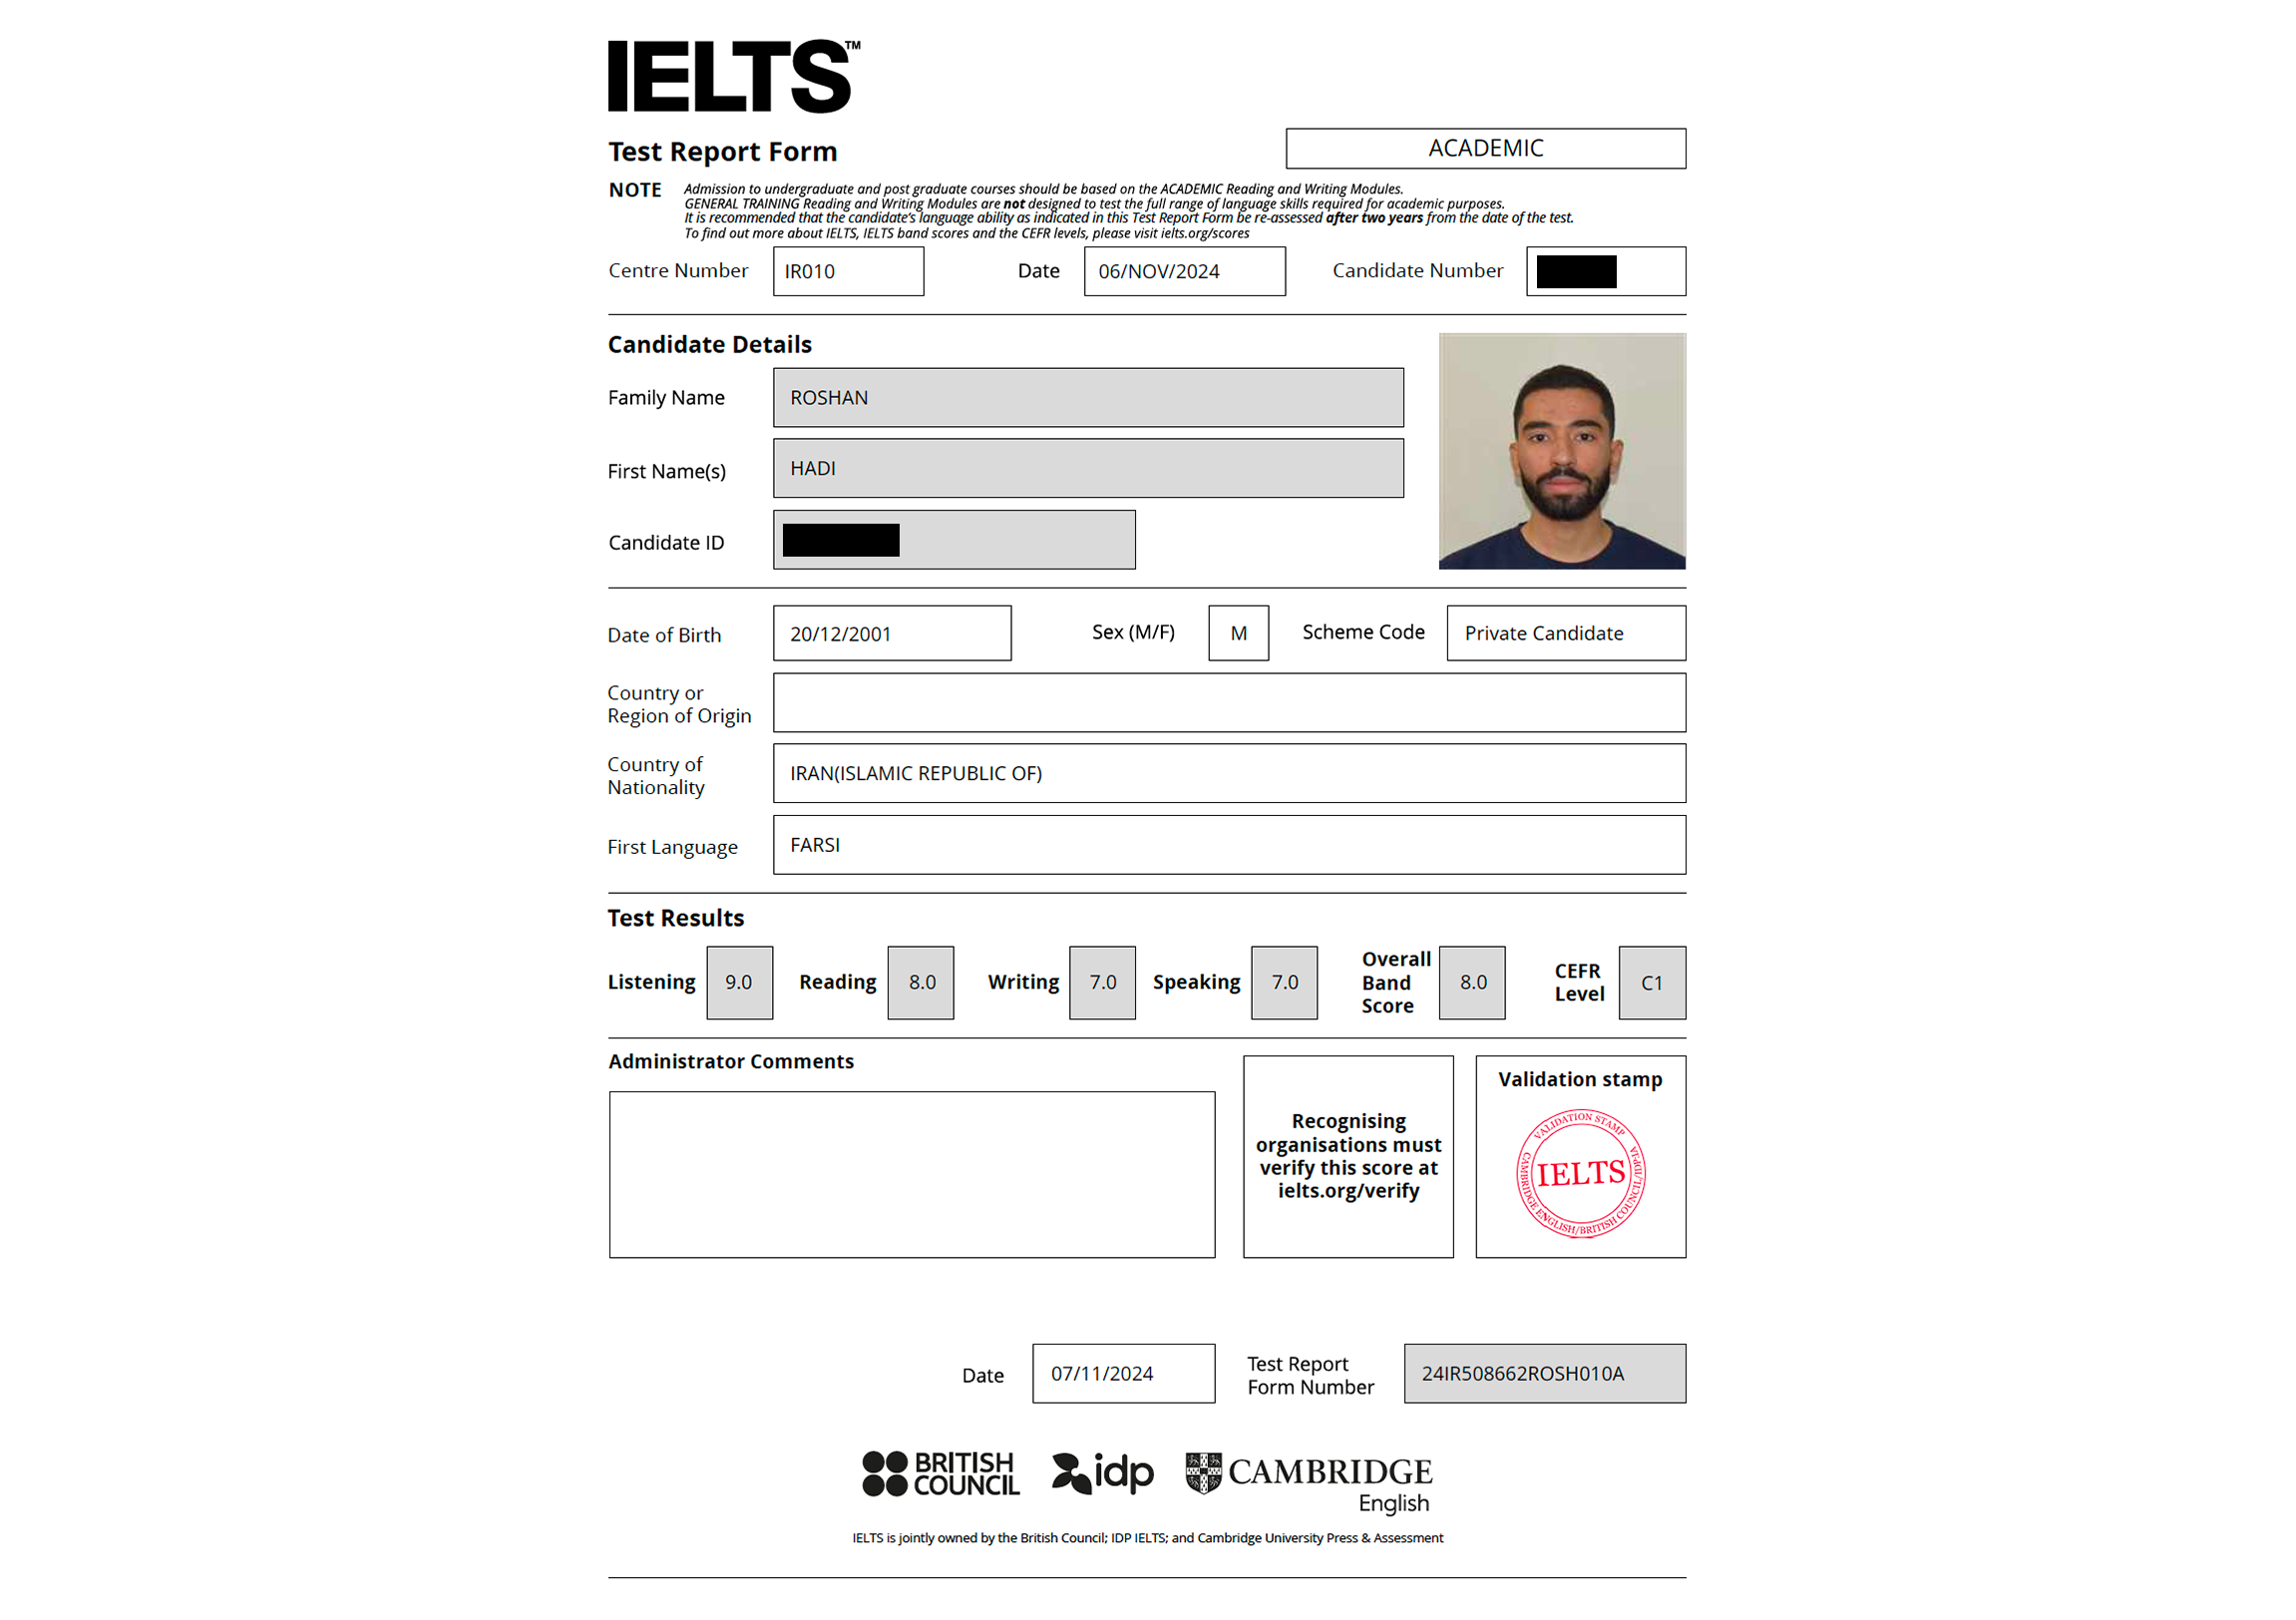 IELTS™
Test Report Form
ACADEMIC
NOTE
Admission to undergraduate and post graduate courses should be based on the ACADEMIC Reading and Writing Modules.
GENERAL TRAINING Reading and Writing Modules are not designed to test the full range of language skills required for academic purposes.
It is recommended that the candidate's language ability as indicated in this Test Report Form be re-assessed after two years from the date of the test.
To find out more about IELTS, IELTS band scores and the CEFR levels, please visit ielts.org/scores
Centre Number IR010 Date 06/NOV/2024 Candidate Number
Candidate Details
Family Name ROSHAN
First Name(s) HADI
Candidate ID
Date of Birth 20/12/2001 Sex (M/F) M Scheme Code Private Candidate
Country or
Region of Origin
Country of
Nationality
IRAN(ISLAMIC REPUBLIC OF)
First Language FARSI
Test Results
Listening 9.0 Reading 8.0 Writing 7.0 Speaking 7.0
Overall
Band
Score
8.0
CEFR
Level
C1
Administrator Comments
Recognising
organisations must
verify this score at
ielts.org/verify
Validation stamp
VALIDATION STAMP
IELTS
CAMBRIDGE ENGLISH/BRITISH COUNCIL/IDP:IA
Date 07/11/2024
Test Report
Form Number
24IR508662ROSH010A
BRITISH
COUNCIL
idp
CAMBRIDGE
English
IELTS is jointly owned by the British Council; IDP IELTS; and Cambridge University Press & Assessment